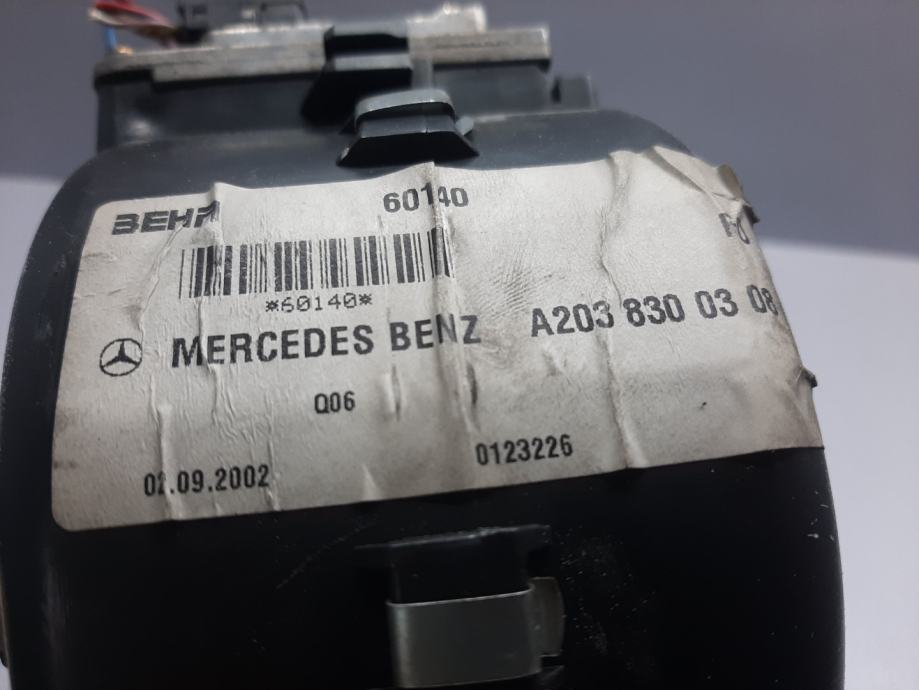 BEHR 60140
*60140*
MERCEDES BENZ A203 830 03 08
Q06
02.09.2002 0123226